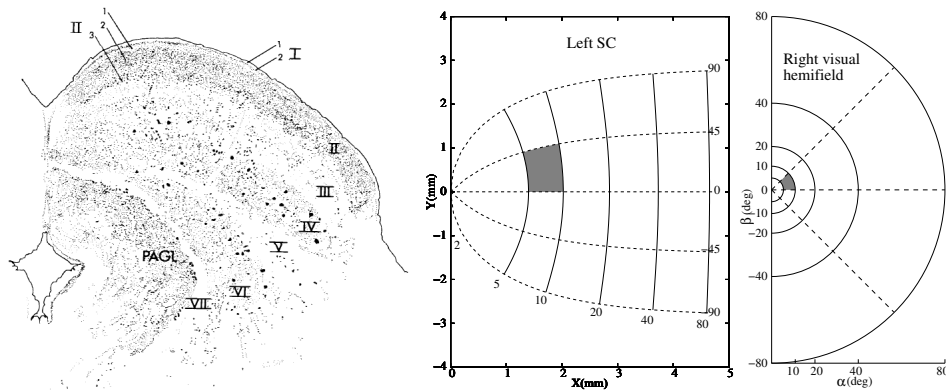 II
1
2
3
1
2
I
II
III
IV
V
VI
VII
PAGL
Left SC
4
3
2
1
0
−1
−2
−3
−4
Y(mm)
0
1
2
3
4
5
X(mm)
90
45
0
−45
−90
2
5
10
20
40
80
Right visual
hemifield
80
40
20
10
0
−10
−20
−40
−80
β (deg)
10
20
40
80
α(deg)